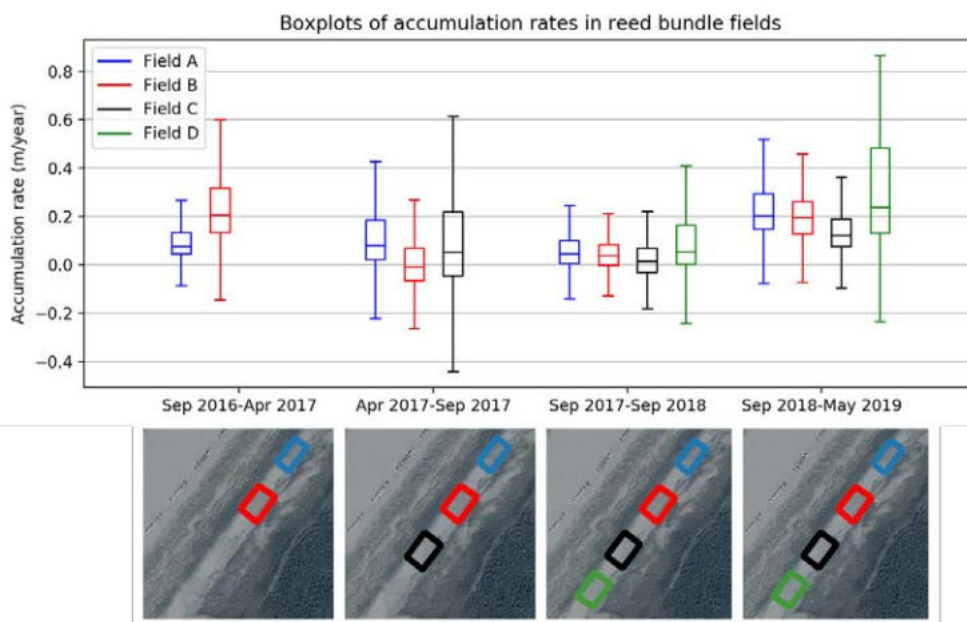 Boxplots of accumulation rates in reed bundle fields
Field A
Field B
Field C
Field D
Accumulation rate (m/year)
0.8
0.6
0.4
0.2
0.0
−0.2
−0.4
Sep 2016-Apr 2017
Apr 2017-Sep 2017
Sep 2017-Sep 2018
Sep 2018-May 2019